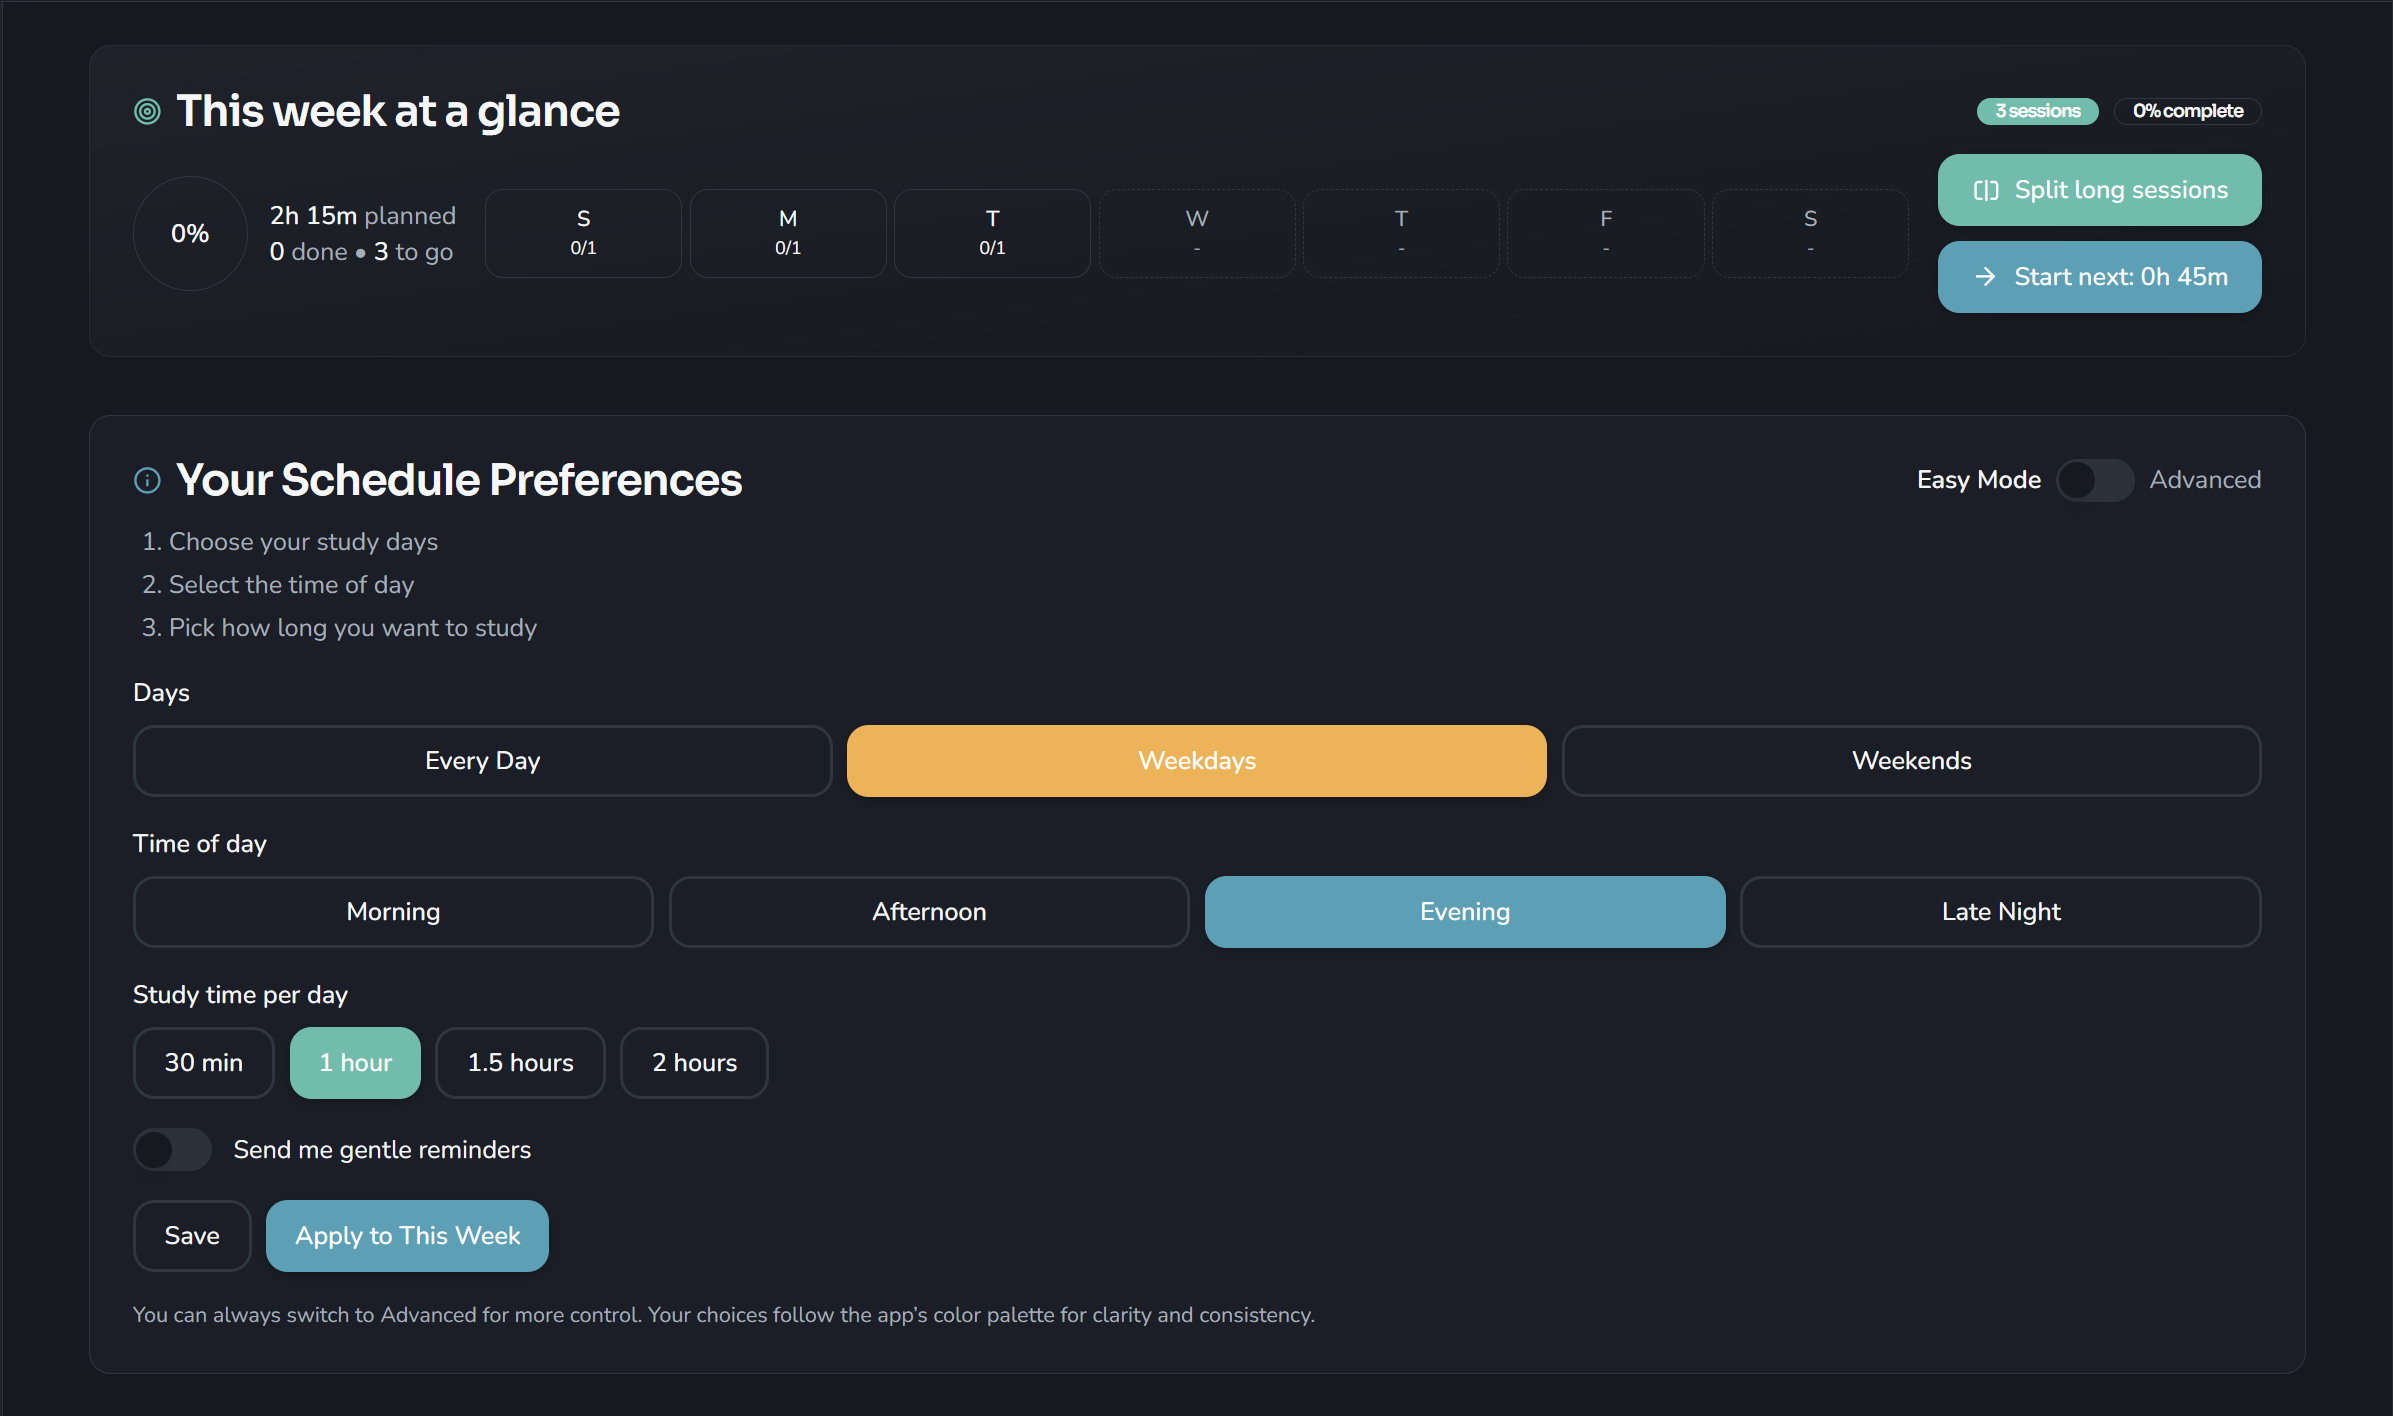 This week at a glance
3 sessions
0% complete
0%
2h 15m planned
0 done • 3 to go
S
0/1
M
0/1
T
0/1
W
-
T
-
F
-
S
-
Split long sessions
Start next: 0h 45m
Your Schedule Preferences
Easy Mode
Advanced
1. Choose your study days
2. Select the time of day
3. Pick how long you want to study
Days
Every Day
Weekdays
Weekends
Time of day
Morning
Afternoon
Evening
Late Night
Study time per day
30 min
1 hour
1.5 hours
2 hours
Send me gentle reminders
Save
Apply to This Week
You can always switch to Advanced for more control. Your choices follow the app’s color palette for clarity and consistency.